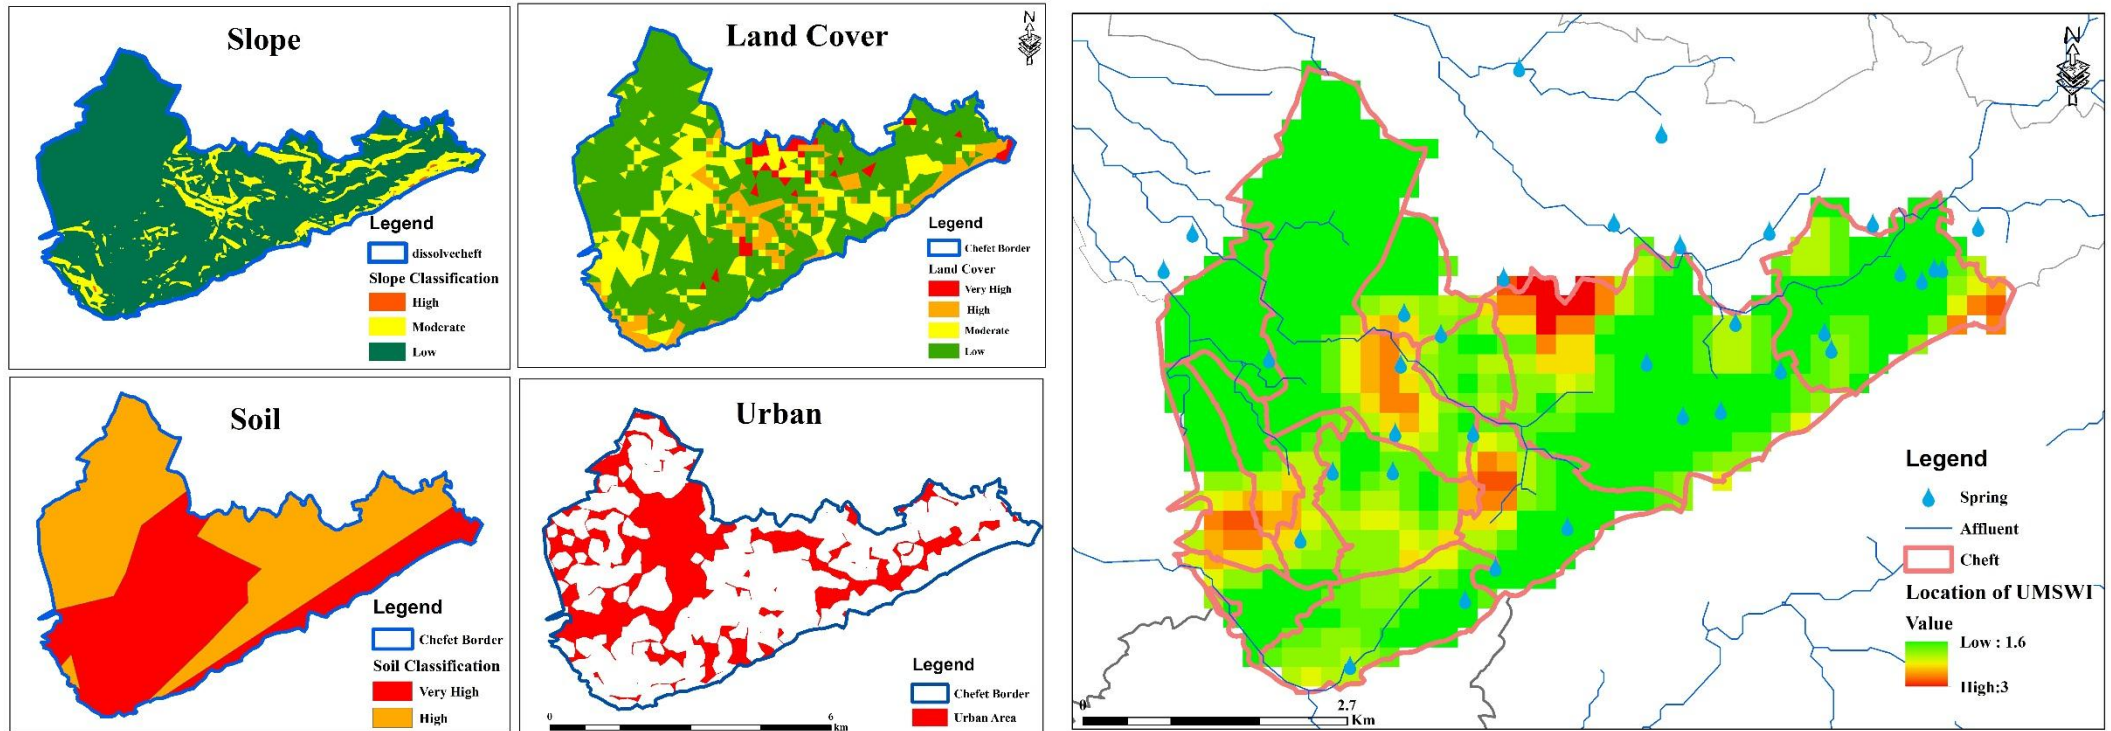 Slope
Legend
dissolvecheft
Slope Classification
High
Moderate
Low
Land Cover
N
Legend
Chefet Border
Land Cover
Very High
High
Moderate
Low
Soil
Legend
Chefet Border
Soil Classification
Very High
High
Urban
Legend
Chefet Border
Urban Area
0 6
km
N
Legend
Spring
Affluent
Cheft
Location of UMSWI
Value
Low : 1.6
High:3
0 2.7
Km